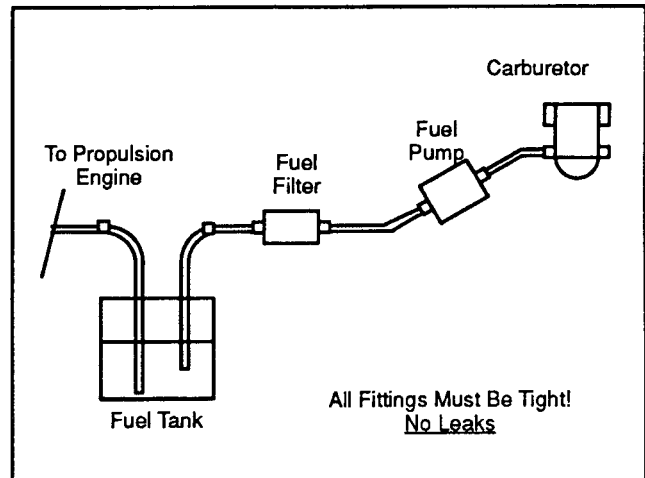 Carburetor
Fuel
Pump
To Propulsion
Engine
Fuel
Filter
Fuel Tank
All Fittings Must Be Tight!
No Leaks